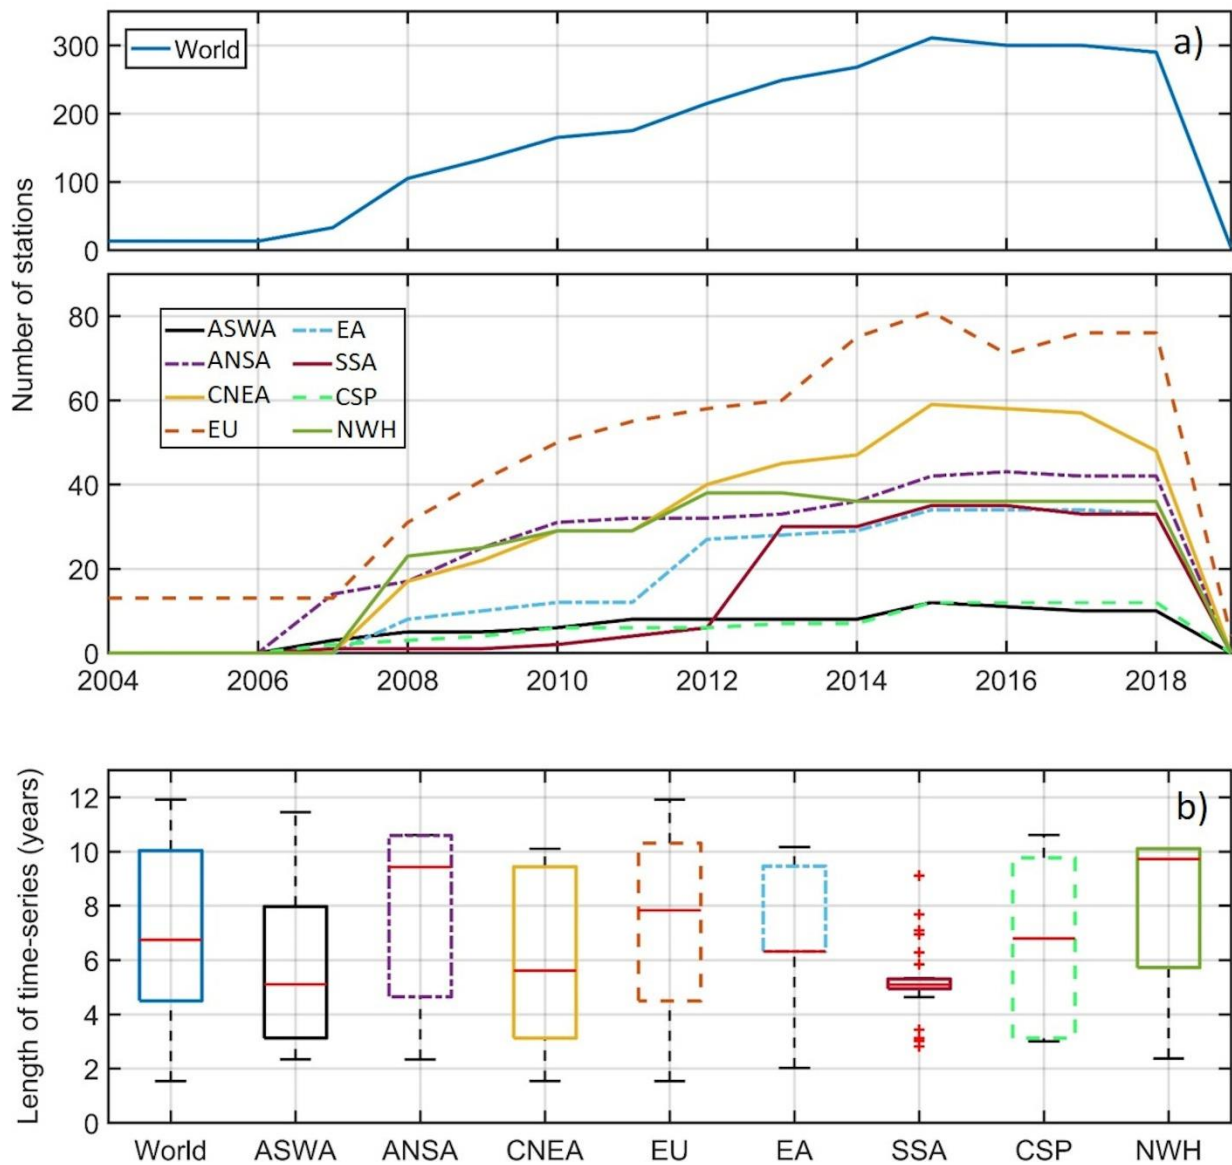 a)
World
300
200
100
0
Number of stations
80
60
40
20
0
ASWA EA
ANSA SSA
CNEA CSP
EU NWH
2004 2006 2008 2010 2012 2014 2016 2018
b)
Length of time-series (years)
12
10
8
6
4
2
0
World ASWA ANSA CNEA EU EA SSA CSP NWH